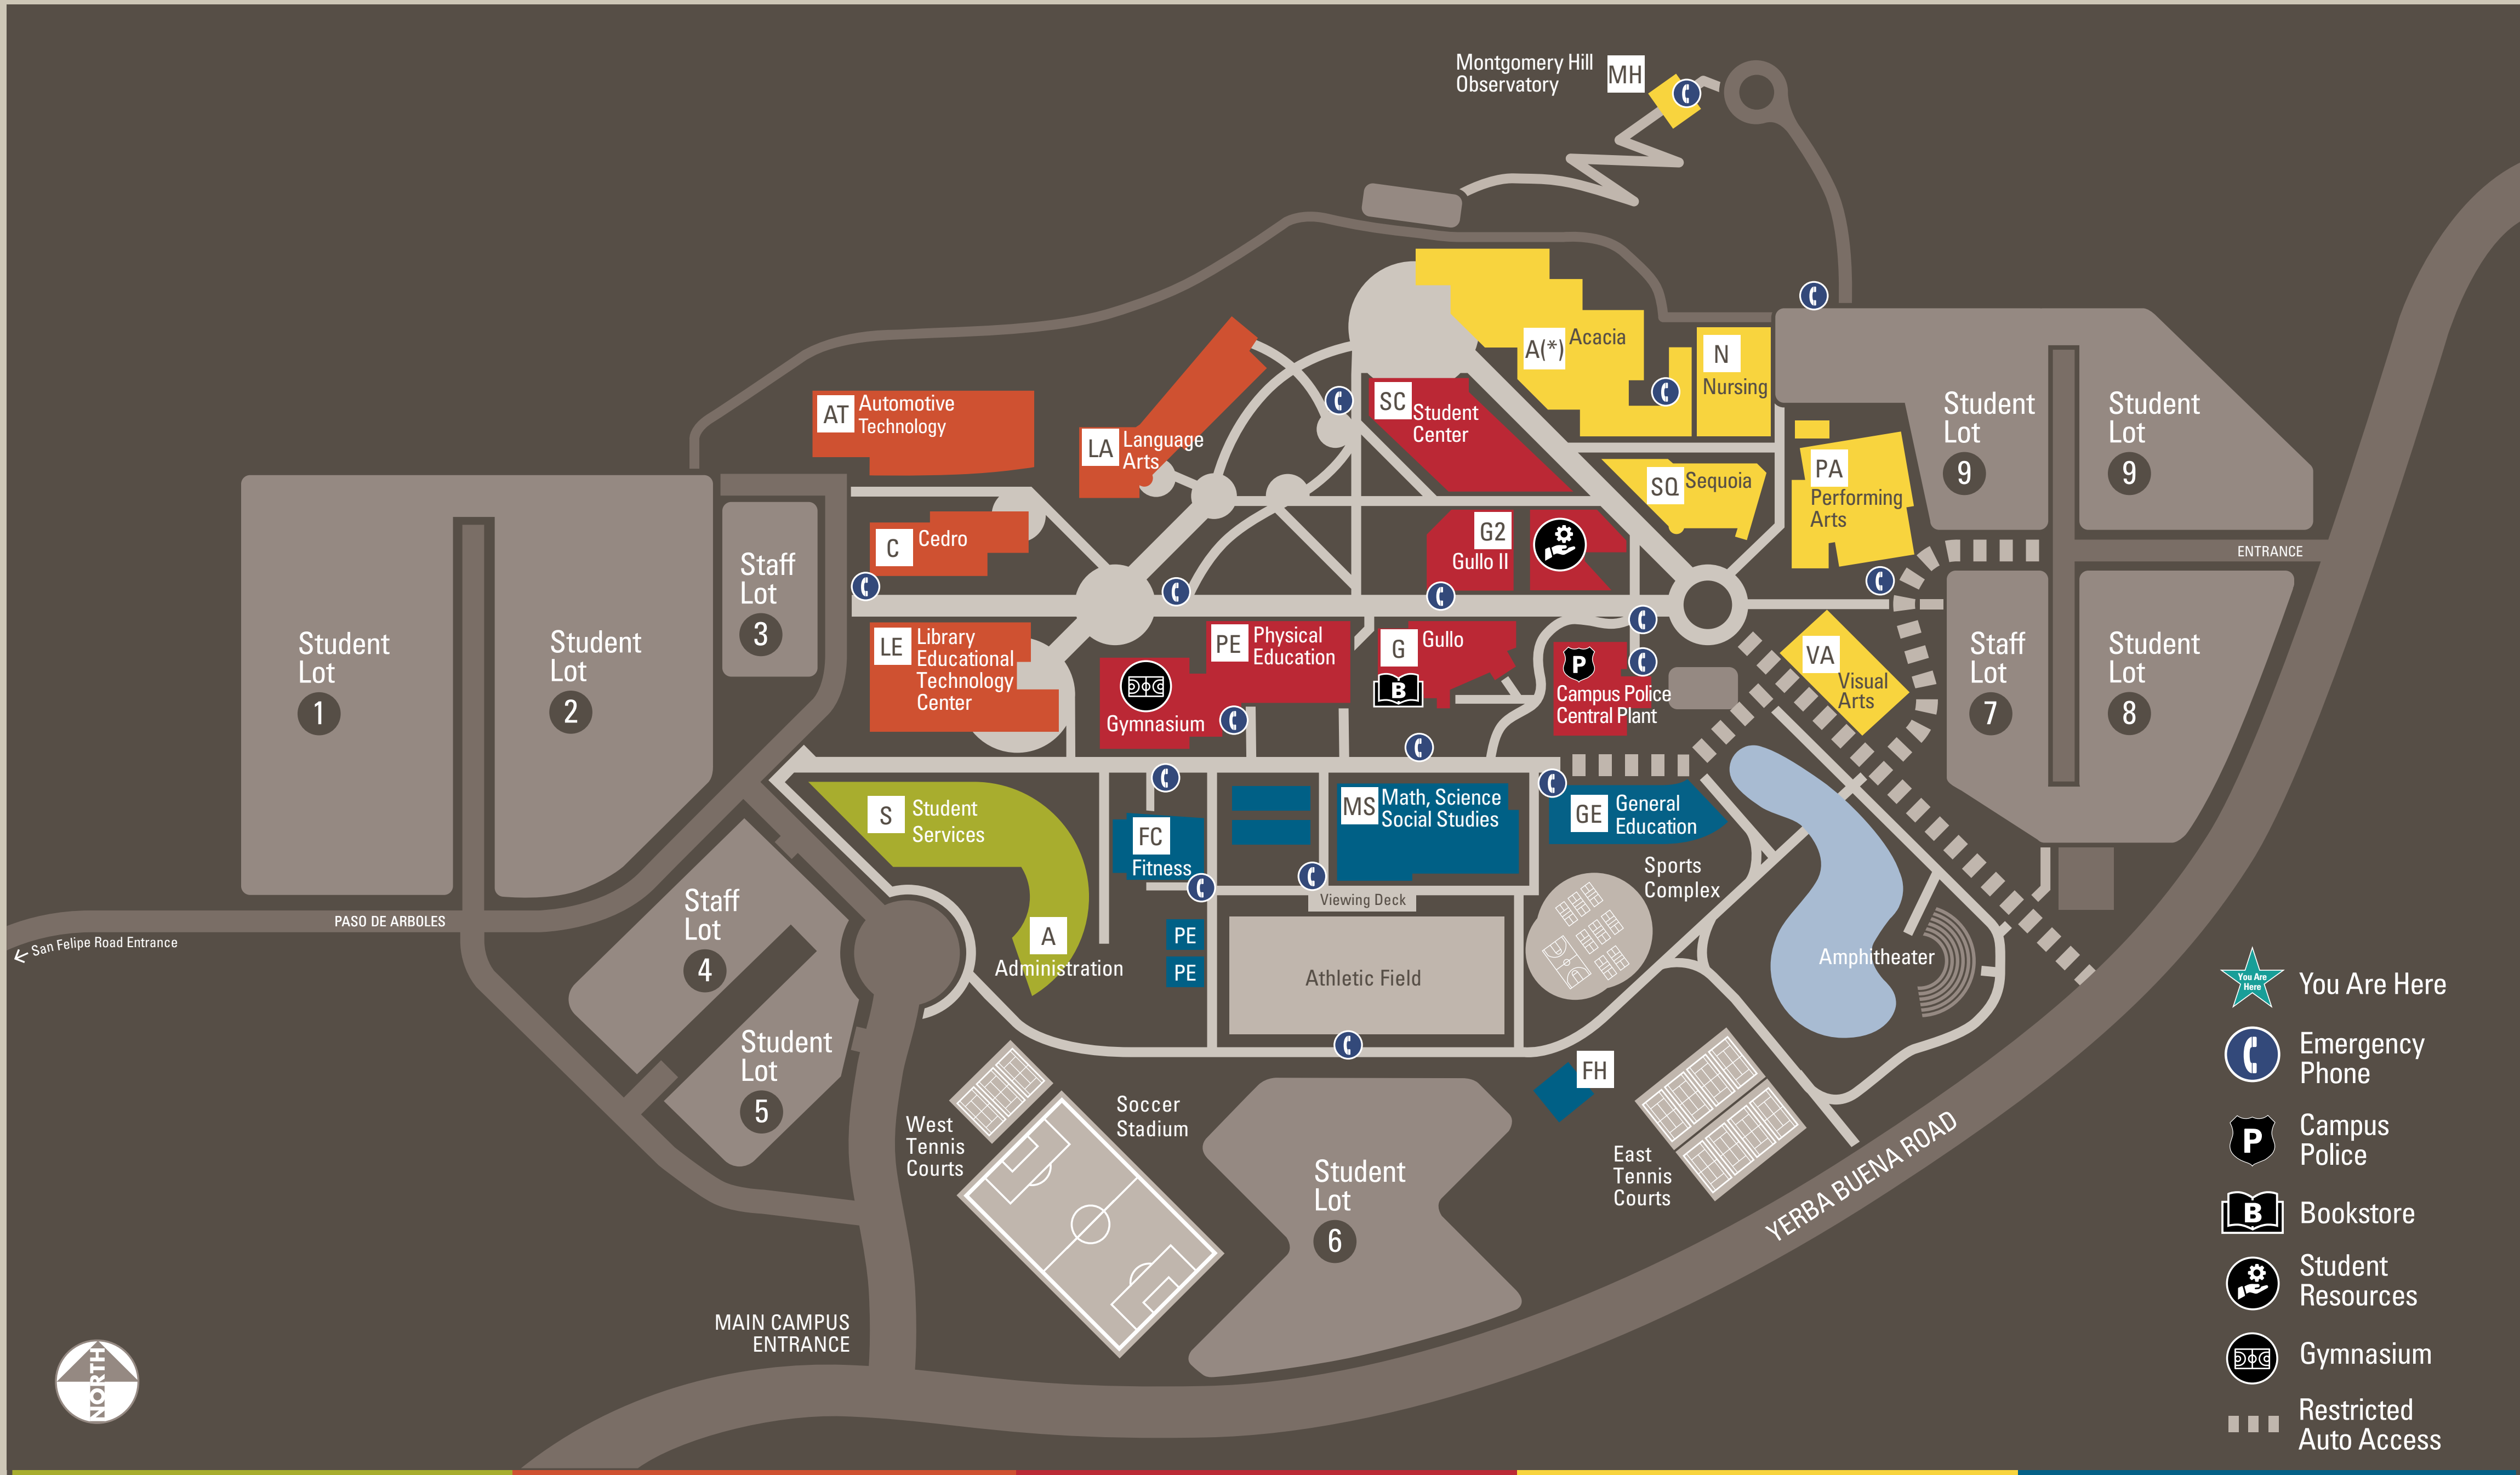 Montgomery Hill
Observatory
MH
A(*)
Acacia
N
Nursing
SC
Student
Center
AT
Automotive
Technology
LA
Language
Arts
SQ
Sequoia
PA
Performing
Arts
Student
Lot
9
Student
Lot
9
ENTRANCE
C
Cedro
G2
Gullo II
Staff
Lot
3
Student
Lot
1
Student
Lot
2
LE
Library
Educational
Technology
Center
PE
Physical
Education
Gymnasium
G
Gullo
B
P
Campus Police
Central Plant
VA
Visual
Arts
Staff
Lot
7
Student
Lot
8
S
Student
Services
FC
Fitness
MS
Math, Science
Social Studies
GE
General
Education
Sports
Complex
Viewing Deck
PASO DE ARBOLES
San Felipe Road Entrance
Staff
Lot
4
A
Administration
PE
PE
Athletic Field
Amphitheater
Student
Lot
5
FH
West
Tennis
Courts
Soccer
Stadium
Student
Lot
6
East
Tennis
Courts
YERBA BUENA ROAD
MAIN CAMPUS
ENTRANCE
NORTH
You Are
Here
You Are Here
Emergency
Phone
P
Campus
Police
B
Bookstore
Student
Resources
Gymnasium
Restricted
Auto Access